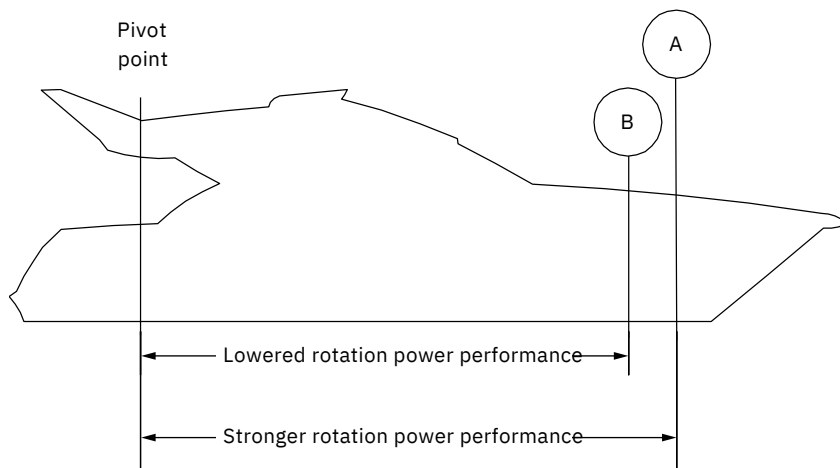 Pivot
point
A
B
Lowered rotation power performance
Stronger rotation power performance